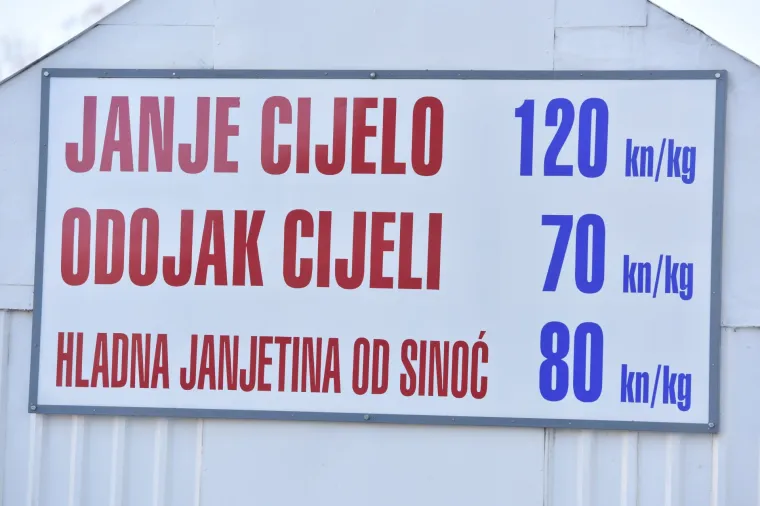 JANJE CIJELO 120 kn/kg
ODOJAK CIJELI 70 kn/kg
HLADNA JANJETINA OD SINOĆ 80 kn/kg